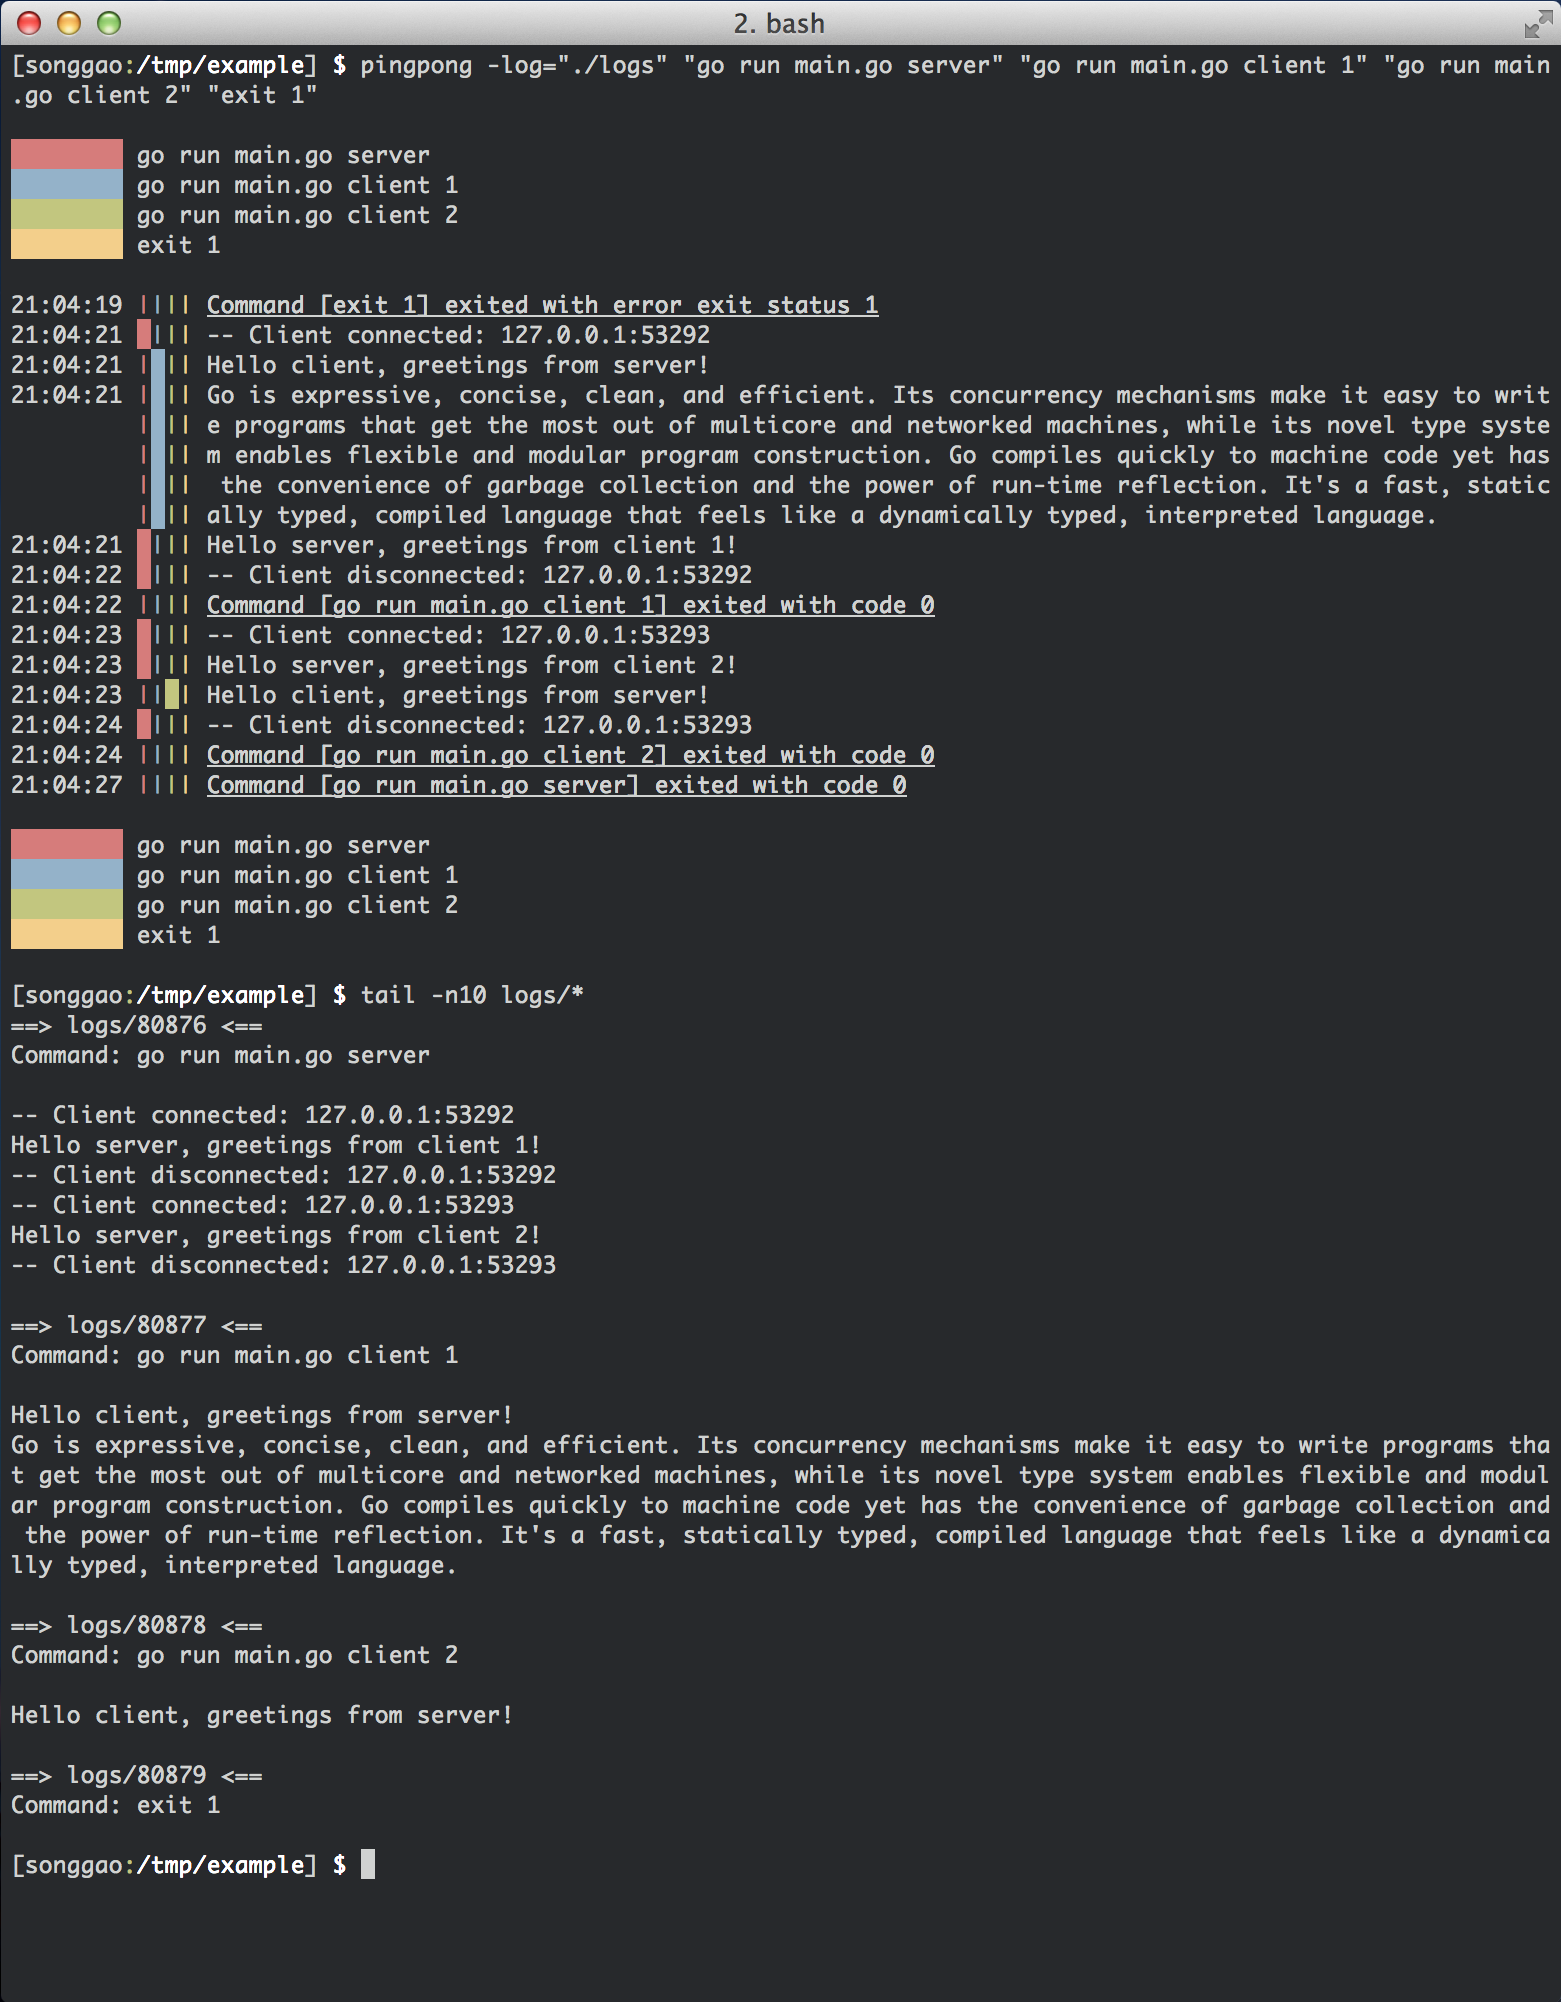 2. bash
[songgao:/tmp/example] $ pingpong -log="./logs" "go run main.go server" "go run main.go client 1" "go run main
.go client 2" "exit 1"
go run main.go server
go run main.go client 1
go run main.go client 2
exit 1
21:04:19 |||| Command [exit 1] exited with error exit status 1
21:04:21 ||| -- Client connected: 127.0.0.1:53292
21:04:21 | || Hello client, greetings from server!
21:04:21 | || Go is expressive, concise, clean, and efficient. Its concurrency mechanisms make it easy to writ
| || e programs that get the most out of multicore and networked machines, while its novel type syste
| || m enables flexible and modular program construction. Go compiles quickly to machine code yet has
| ||  the convenience of garbage collection and the power of run-time reflection. It's a fast, static
| || ally typed, compiled language that feels like a dynamically typed, interpreted language.
21:04:21 ||| Hello server, greetings from client 1!
21:04:22 ||| -- Client disconnected: 127.0.0.1:53292
21:04:22 |||| Command [go run main.go client 1] exited with code 0
21:04:23 ||| -- Client connected: 127.0.0.1:53293
21:04:23 ||| Hello server, greetings from client 2!
21:04:23 || | Hello client, greetings from server!
21:04:24 ||| -- Client disconnected: 127.0.0.1:53293
21:04:24 |||| Command [go run main.go client 2] exited with code 0
21:04:27 |||| Command [go run main.go server] exited with code 0
go run main.go server
go run main.go client 1
go run main.go client 2
exit 1
[songgao:/tmp/example] $ tail -n10 logs/*
==> logs/80876 <==
Command: go run main.go server
-- Client connected: 127.0.0.1:53292
Hello server, greetings from client 1!
-- Client disconnected: 127.0.0.1:53292
-- Client connected: 127.0.0.1:53293
Hello server, greetings from client 2!
-- Client disconnected: 127.0.0.1:53293
==> logs/80877 <==
Command: go run main.go client 1
Hello client, greetings from server!
Go is expressive, concise, clean, and efficient. Its concurrency mechanisms make it easy to write programs tha
t get the most out of multicore and networked machines, while its novel type system enables flexible and modul
ar program construction. Go compiles quickly to machine code yet has the convenience of garbage collection and
 the power of run-time reflection. It's a fast, statically typed, compiled language that feels like a dynamica
lly typed, interpreted language.
==> logs/80878 <==
Command: go run main.go client 2
Hello client, greetings from server!
==> logs/80879 <==
Command: exit 1
[songgao:/tmp/example] $